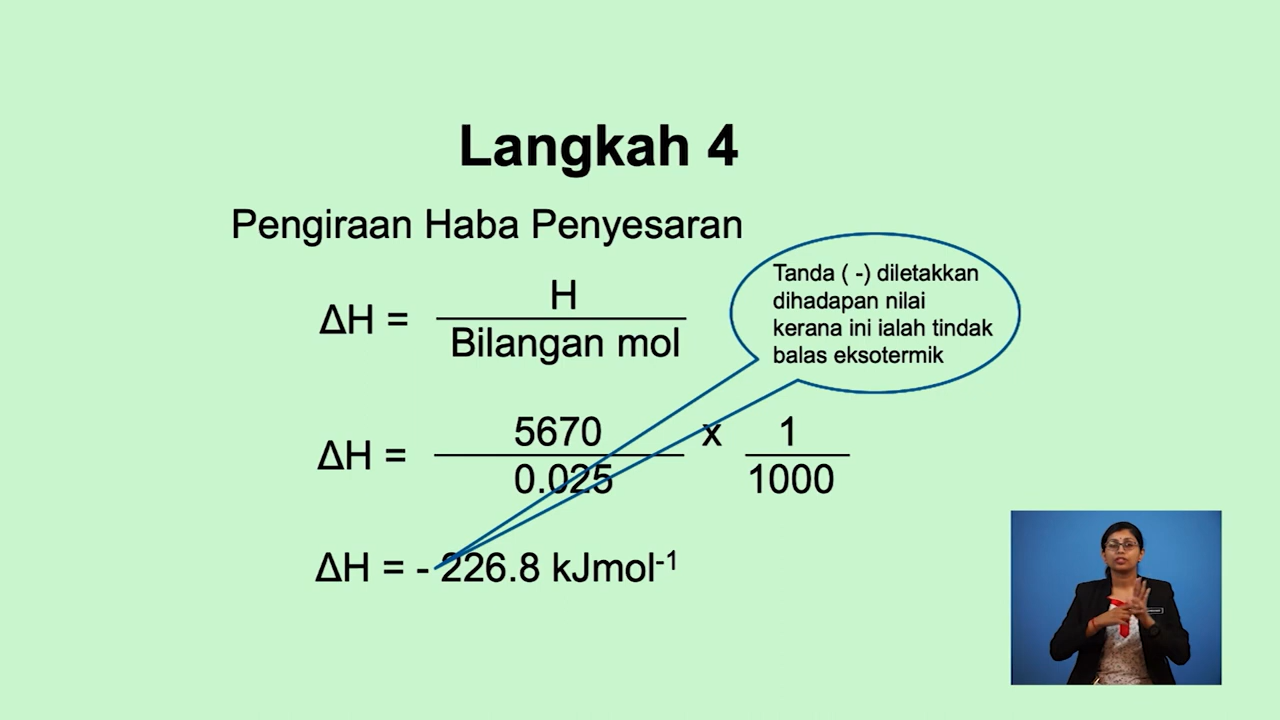 Langkah 4
Pengiraan Haba Penyesaran
Tanda ( -) diletakkan
dihadapan nilai
kerana ini ialah tindak
balas eksotermik
H
ΔH =
Bilangan mol
5670 x 1
ΔH =
0.025 1000
ΔH = - 226.8 kJmol-1